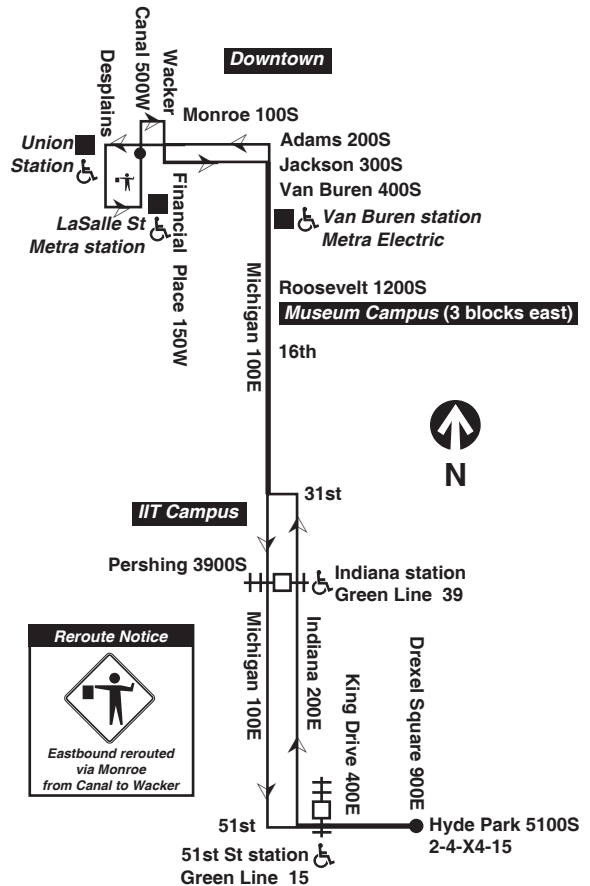 Downtown
Desplains
Canal 500W
Wacker
Monroe 100S
Union
Station
Adams 200S
Jackson 300S
Van Buren 400S
Van Buren station
Metra Electric
LaSalle St
Metra station
Financial Place 150W
Michigan 100E
Roosevelt 1200S
Museum Campus (3 blocks east)
16th
N
31st
IIT Campus
Pershing 3900S
Indiana station
Green Line 39
Michigan 100E
Indiana 200E
King Drive 400E
Drexel Square 900E
Reroute Notice
Eastbound rerouted
via Monroe
from Canal to Wacker
51st
Hyde Park 5100S
2-4-X4-15
51st St station
Green Line 15